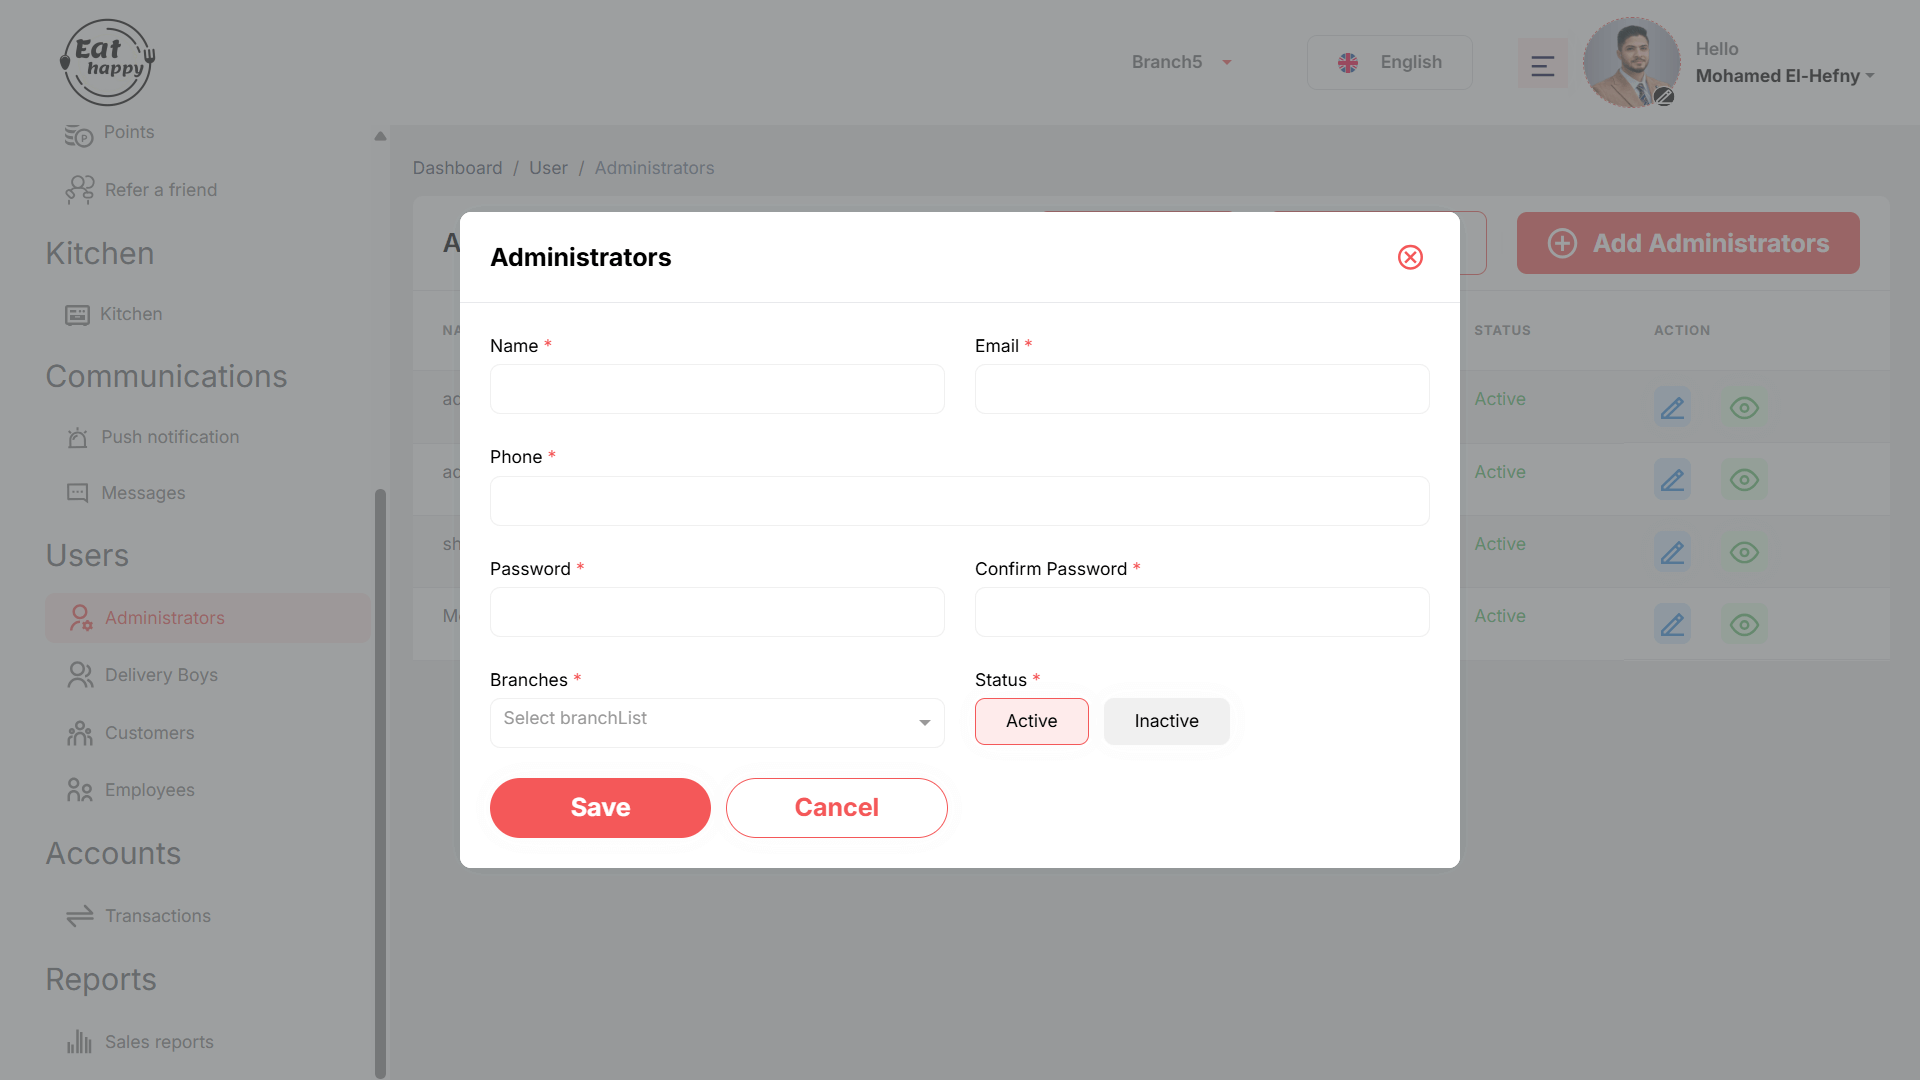 Eat
happy
Branch5
English
Hello
Mohamed El-Hefny
Points
Refer a friend
Kitchen
Kitchen
Communications
Push notification
Messages
Users
Administrators
Delivery Boys
Customers
Employees
Accounts
Transactions
Reports
Sales reports
Dashboard / User / Administrators
Add Administrators
STATUS ACTION
Active
Active
Active
Active
Administrators
Name * Email *
Phone *
Password * Confirm Password *
Branches * Status *
Select branchList Active Inactive
Save Cancel